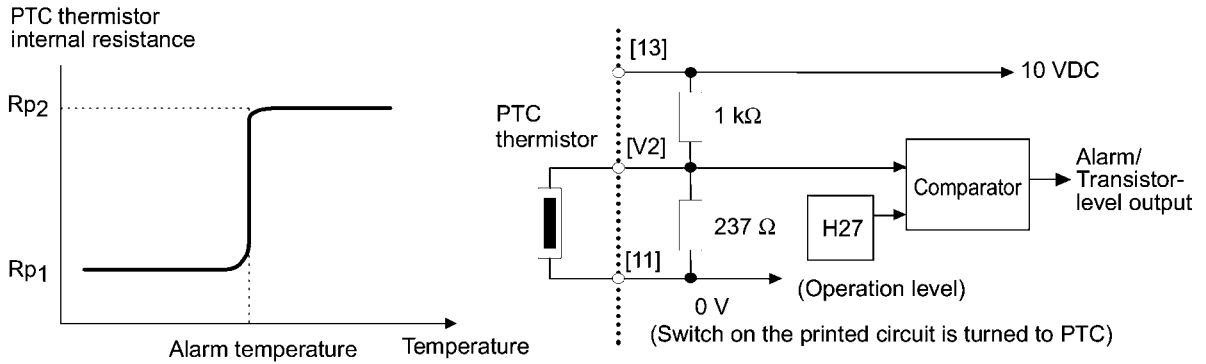 PTC thermistor
internal resistance
Rp2
Rp1
Alarm temperature
Temperature
[13]
10 VDC
1 kΩ
PTC
thermistor
[V2]
Comparator
Alarm/
Transistor-
level output
237 Ω
H27
[11]
(Operation level)
0 V
(Switch on the printed circuit is turned to PTC)